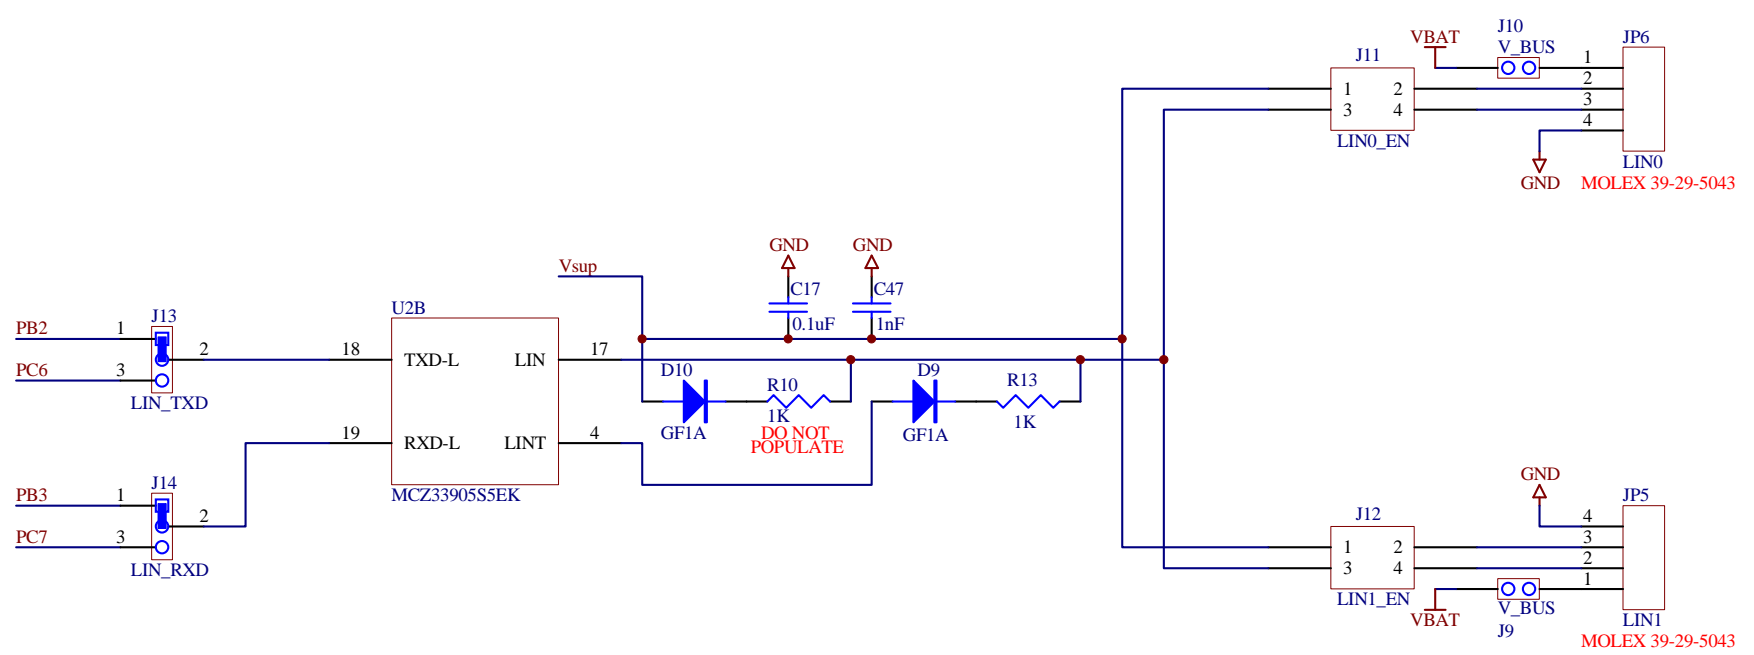 J10
VBAT
V_BUS
JP6
J11
1
1 2
2
3 4
3
4
LIN0_EN
LIN0
GND
MOLEX 39-29-5043
GND
GND
Vsup
C17
C47
0.1uF
1nF
U2B
J13
PB2
1
2
18
TXD-L
LIN
17
PC6
3
LIN_TXD
D10
R10
D9
R13
1K
1K
GF1A
DO NOT
POPULATE
GF1A
19
RXD-L
LINT
4
MCZ33905S5EK
J14
PB3
1
2
PC7
3
LIN_RXD
GND
JP5
J12
4
1 2
3
3 4
2
1
LIN1_EN
VBAT
V_BUS
J9
LIN1
MOLEX 39-29-5043